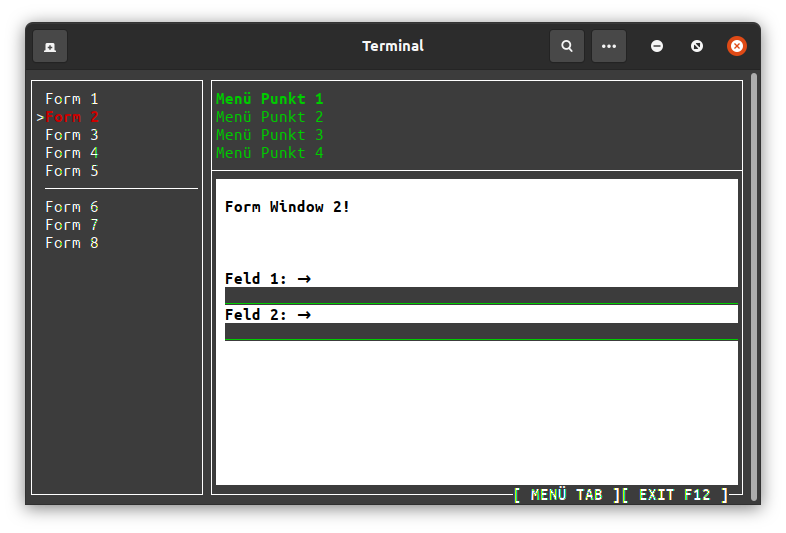 Terminal
Form 1
>Form 2
Form 3
Form 4
Form 5
Form 6
Form 7
Form 8
Menü Punkt 1
Menü Punkt 2
Menü Punkt 3
Menü Punkt 4
Form Window 2!
Feld 1: →
Feld 2: →
[ MENÜ TAB ][ EXIT F12 ]